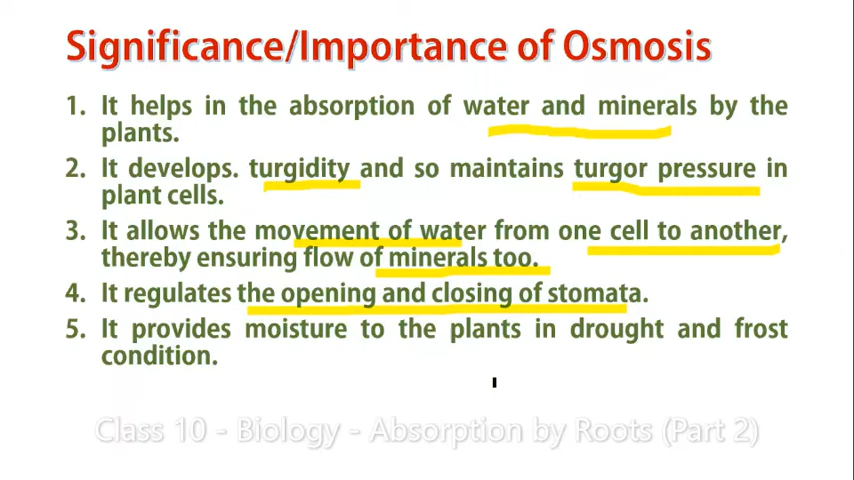 Significance/Importance of Osmosis
1. It helps in the absorption of water and minerals by the
plants.
2. It develops. turgidity and so maintains turgor pressure in
plant cells.
3. It allows the movement of water from one cell to another,
thereby ensuring flow of minerals too.
4. It regulates the opening and closing of stomata.
5. It provides moisture to the plants in drought and frost
condition.
Class 10 - Biology - Absorption by Roots (Part 2)